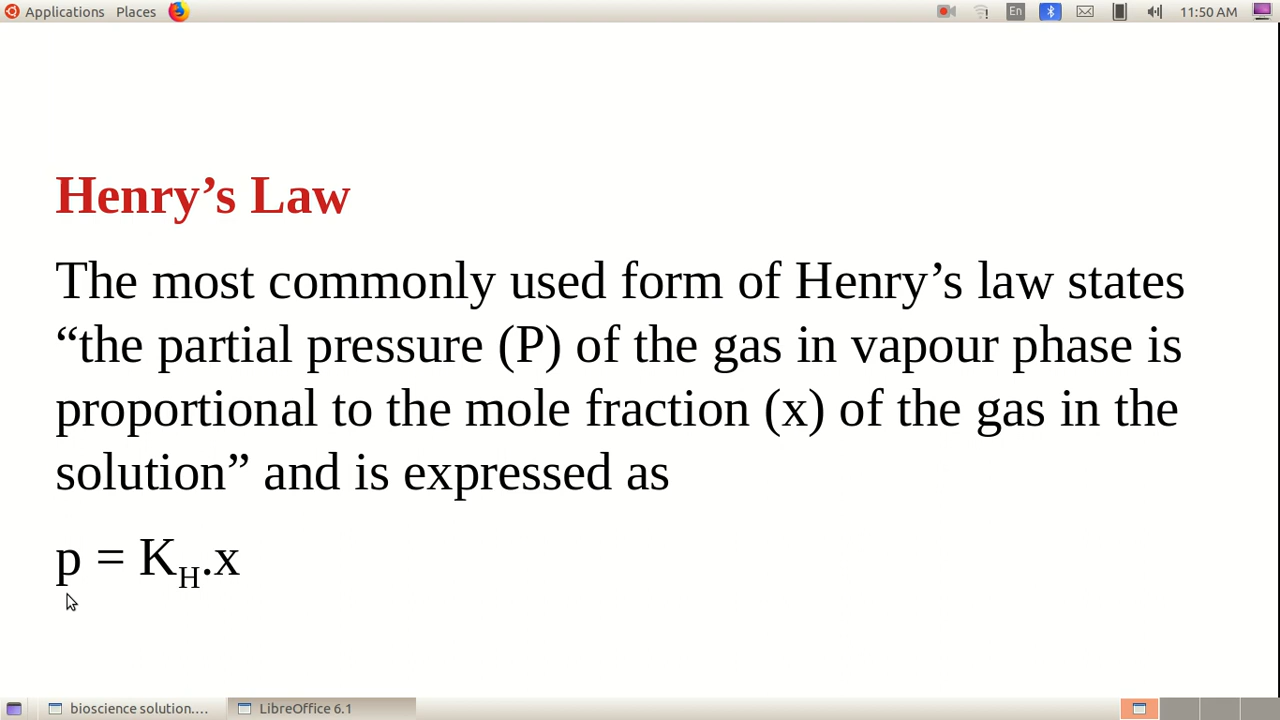 Applications Places En 11:50 AM
Henry’s Law
The most commonly used form of Henry’s law states
“the partial pressure (P) of the gas in vapour phase is
proportional to the mole fraction (x) of the gas in the
solution” and is expressed as
p = K_H.x
bioscience solution.... LibreOffice 6.1